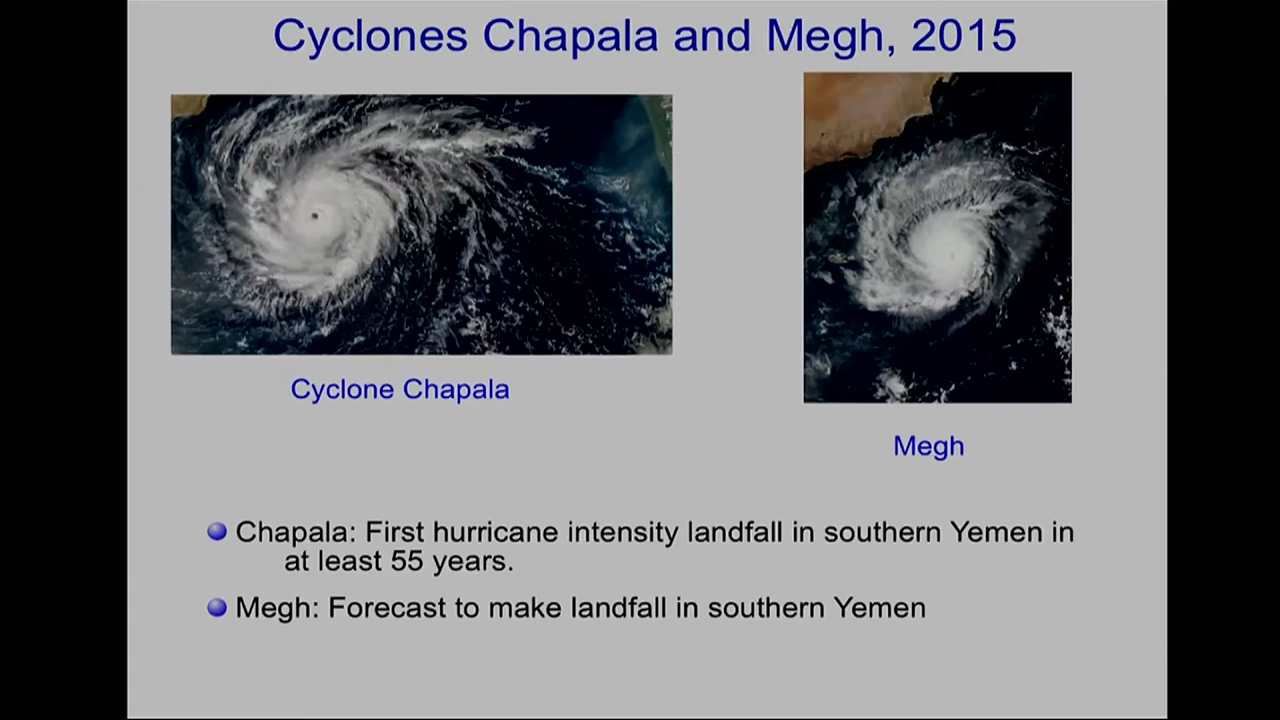 Cyclones Chapala and Megh, 2015
Cyclone Chapala
Megh
Chapala: First hurricane intensity landfall in southern Yemen in
at least 55 years.
Megh: Forecast to make landfall in southern Yemen